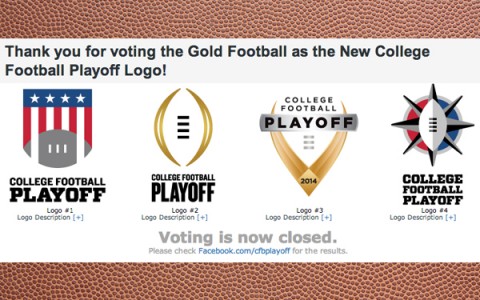 Thank you for voting the Gold Football as the New College
Football Playoff Logo!
COLLEGE FOOTBALL
PLAYOFF
Logo #1
Logo Description [+]
COLLEGE FOOTBALL
PLAYOFF
Logo #2
Logo Description [+]
COLLEGE FOOTBALL
PLAYOFF
2014
Logo #3
Logo Description [+]
COLLEGE
FOOTBALL
PLAYOFF
Logo #4
Logo Description [+]
Voting is now closed.
Please check Facebook.com/cfbplayoff for the results.